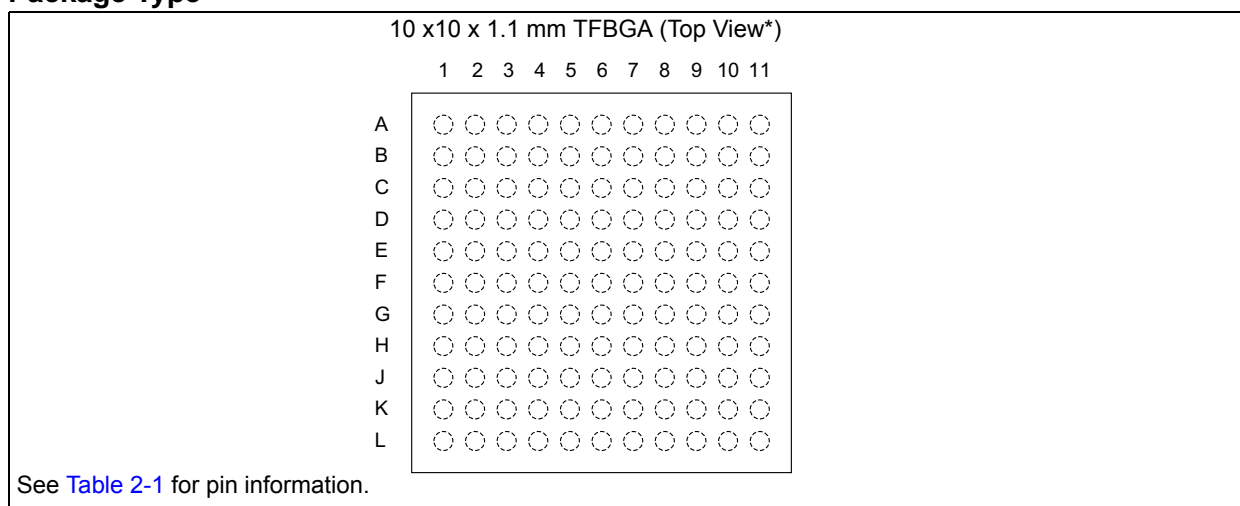 Package Type
10 x10 x 1.1 mm TFBGA (Top View*)
1 2 3 4 5 6 7 8 9 10 11
A
B
C
D
E
F
G
H
J
K
L
See Table 2-1 for pin information.